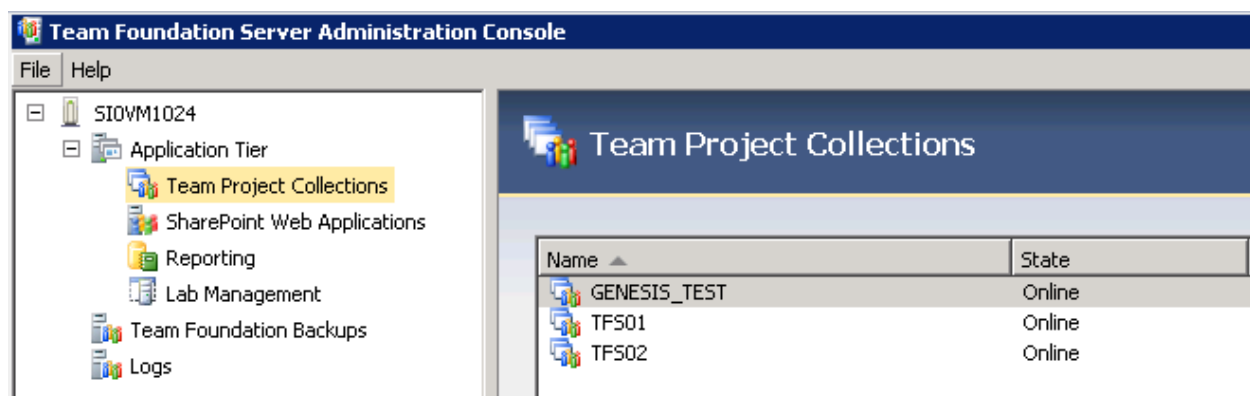 Team Foundation Server Administration Console
File Help
SI0VM1024
Application Tier
Team Project Collections
SharePoint Web Applications
Reporting
Lab Management
Team Foundation Backups
Logs
Team Project Collections
Name State
GENESIS_TEST Online
TFS01 Online
TFS02 Online